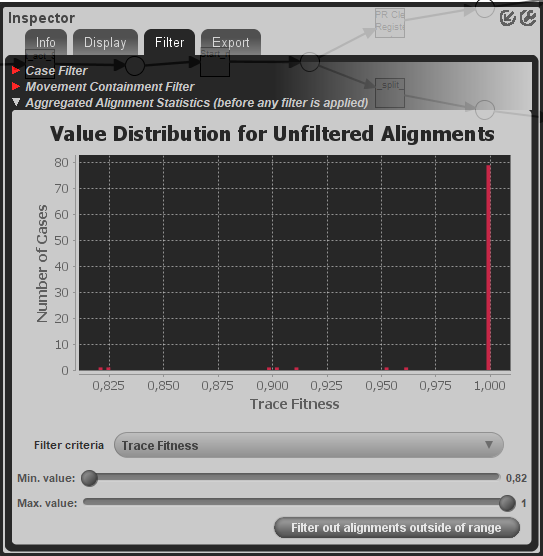 Inspector
PR Cle
Registe
Info Display Filter Export
Case Filter
Movement Containment Filter
_split_
Aggregated Alignment Statistics (before any filter is applied)
Value Distribution for Unfiltered Alignments
Number of Cases
80
70
60
50
40
30
20
10
0
0,825 0,850 0,875 0,900 0,925 0,950 0,975 1,000
Trace Fitness
Filter criteria Trace Fitness
Min. value: 0,82
Max. value: 1
Filter out alignments outside of range